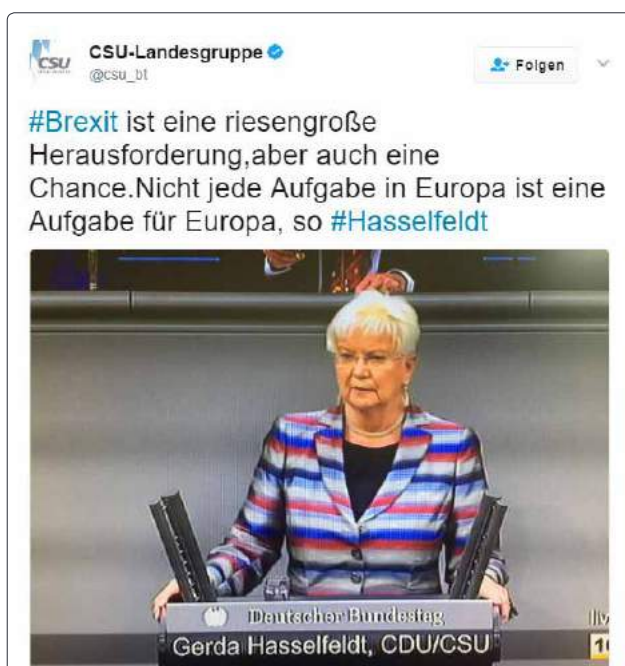 CSU
CSU-Landesgruppe
@csu_bt
Folgen
#Brexit ist eine riesengroße
Herausforderung,aber auch eine
Chance.Nicht jede Aufgabe in Europa ist eine
Aufgabe für Europa, so #Hasselfeldt
Deutscher Bundestag
Gerda Hasselfeldt, CDU/CSU